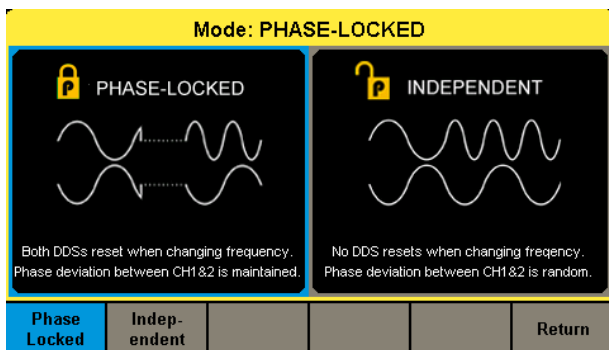 Mode: PHASE-LOCKED
P PHASE-LOCKED
Both DDSs reset when changing frequency.
Phase deviation between CH1&2 is maintained.
P INDEPENDENT
No DDS resets when changing freqency.
Phase deviation between CH1&2 is random.
Phase
Locked
Indep-
endent
Return